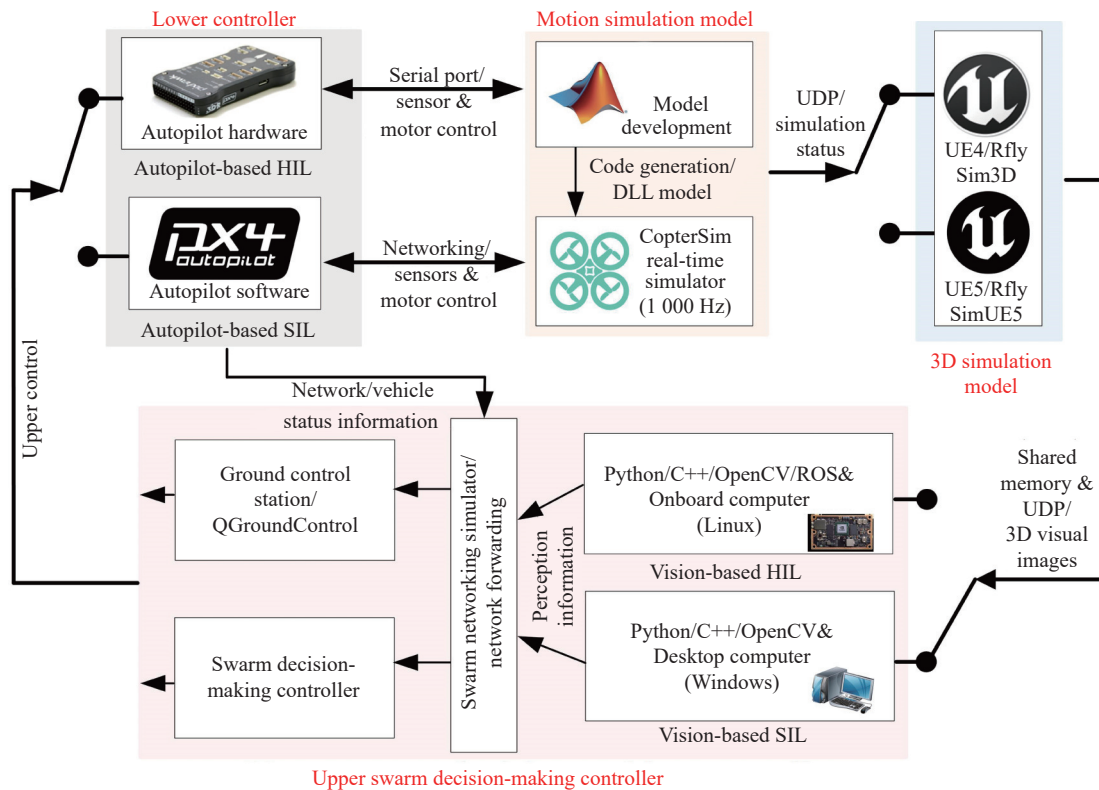 Lower controller
Autopilot hardware
Autopilot-based HIL
px4
autopilot
Autopilot software
Autopilot-based SIL
Serial port/
sensor &
motor control
Networking/
sensors &
motor control
Motion simulation model
Model
development
Code generation/
DLL model
CopterSim
real-time
simulator
(1 000 Hz)
UDP/
simulation
status
UE4/Rfly
Sim3D
UE5/Rfly
SimUE5
3D simulation
model
Upper control
Network/vehicle
status information
Ground control
station/
QGroundControl
Swarm decision-
making controller
Swarm networking simulator/
network forwarding
Perception
information
Python/C++/OpenCV/ROS&
Onboard computer
(Linux)
Vision-based HIL
Python/C++/OpenCV&
Desktop computer
(Windows)
Vision-based SIL
Shared
memory &
UDP/
3D visual
images
Upper swarm decision-making controller